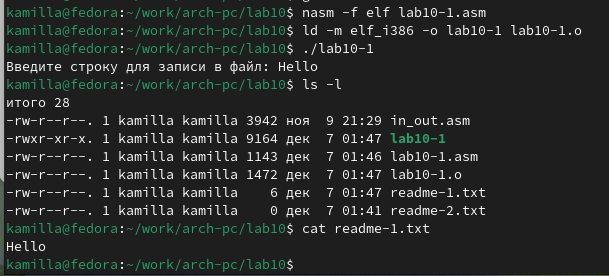 kamilla@fedora:~/work/arch-pc/lab10$ nasm -f elf lab10-1.asm
kamilla@fedora:~/work/arch-pc/lab10$ ld -m elf_i386 -o lab10-1 lab10-1.o
kamilla@fedora:~/work/arch-pc/lab10$ ./lab10-1
Введите строку для записи в файл: Hello
kamilla@fedora:~/work/arch-pc/lab10$ ls -l
итого 28
-rw-r--r--. 1 kamilla kamilla 3942 ноя  9 21:29 in_out.asm
-rwxr-xr-x. 1 kamilla kamilla 9164 дек  7 01:47 lab10-1
-rw-r--r--. 1 kamilla kamilla 1143 дек  7 01:46 lab10-1.asm
-rw-r--r--. 1 kamilla kamilla 1472 дек  7 01:47 lab10-1.o
-rw-r--r--. 1 kamilla kamilla    6 дек  7 01:47 readme-1.txt
-rw-r--r--. 1 kamilla kamilla    0 дек  7 01:41 readme-2.txt
kamilla@fedora:~/work/arch-pc/lab10$ cat readme-1.txt
Hello
kamilla@fedora:~/work/arch-pc/lab10$